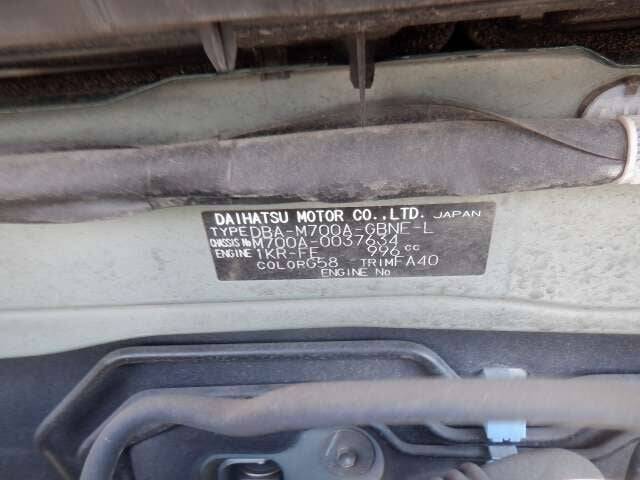 DAIHATSU MOTOR CO.,LTD. JAPAN
TYPE DBA-M700A-GBNE-L
CHASSIS No M700A-0037634
ENGINE 1KR-FE 996 cc
COLOR G58 TRIM FA40
ENGINE No